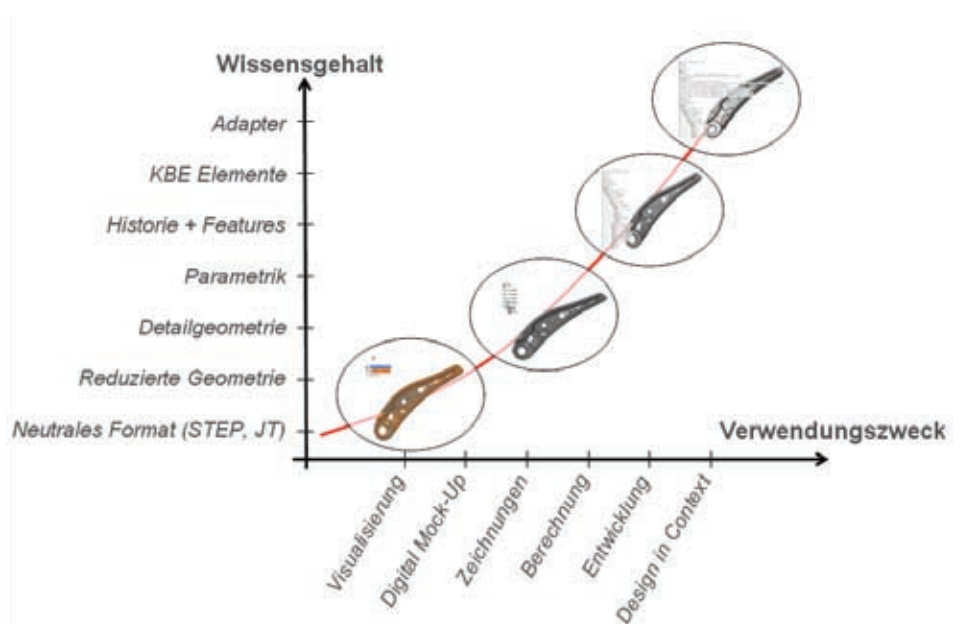 Wissensgehalt
Adapter
KBE Elemente
Historie + Features
Parametrik
Detailgeometrie
Reduzierte Geometrie
Neutrales Format (STEP, JT)
Verwendungszweck
Visualisierung
Digital Mock-Up
Zeichnungen
Berechnung
Entwicklung
Design in Context